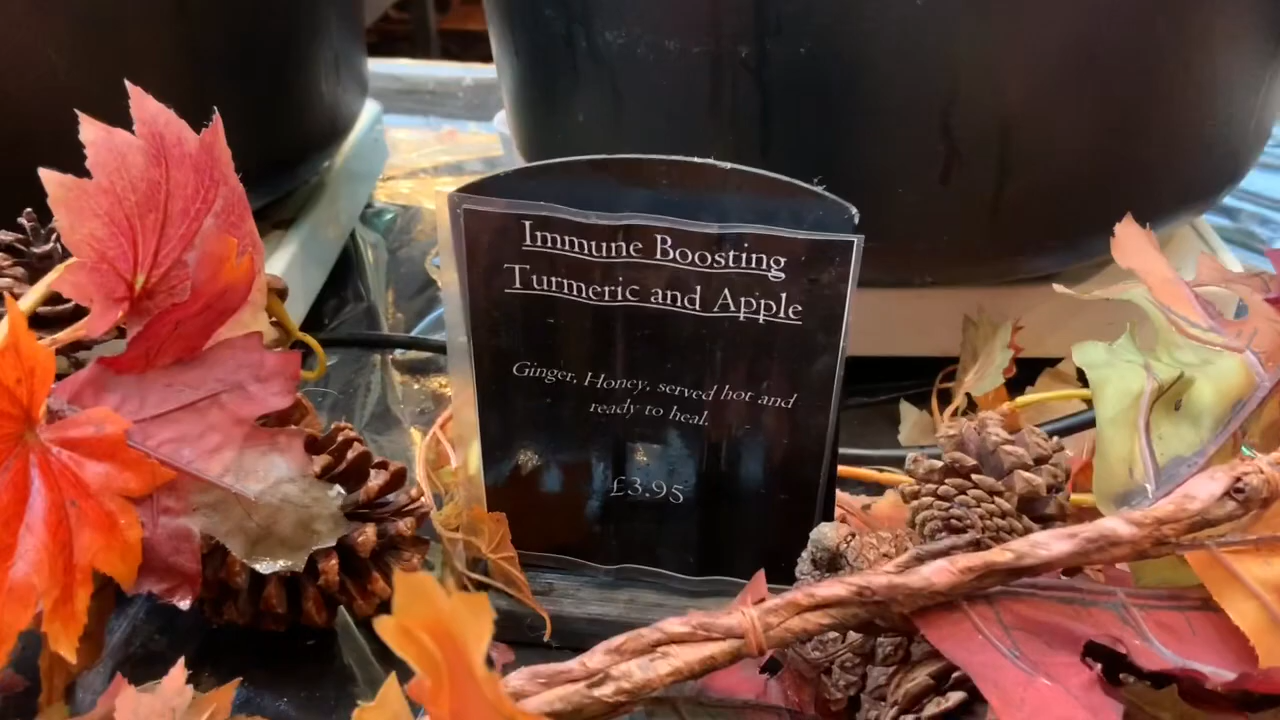 Immune Boosting
Turmeric and Apple
Ginger, Honey, served hot and
ready to heal.
£3.95